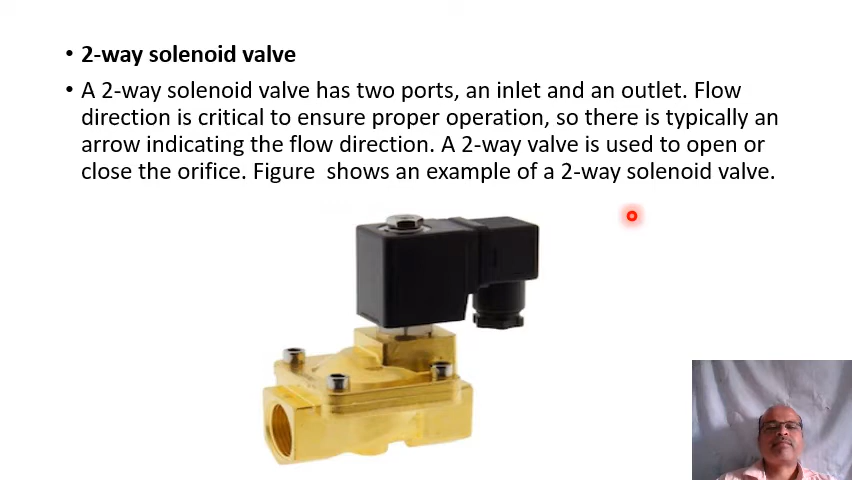 • 2-way solenoid valve
• A 2-way solenoid valve has two ports, an inlet and an outlet. Flow
direction is critical to ensure proper operation, so there is typically an
arrow indicating the flow direction. A 2-way valve is used to open or
close the orifice. Figure  shows an example of a 2-way solenoid valve.